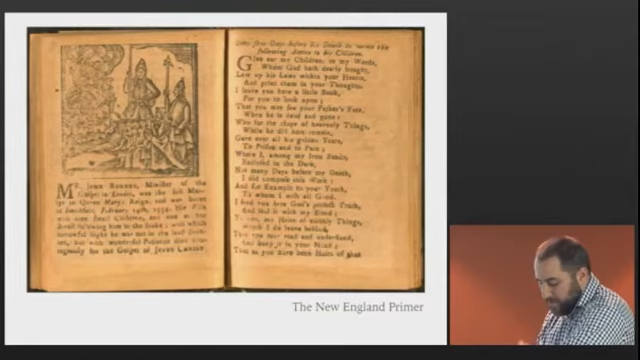 MR. JOHN ROGERS, Minister of the
Gospel in London, was the first Mar-
tyr in Queen Mary's Reign, and was burnt
in Smithfield, February 14th, 1554. His Wife
with nine small Children, and one at her
Breast following him to the Stake ; with which
sorrowful sight he was not in the least daunt-
ed, but with wonderful Patience died coura-
geously for the Gospel of JESUS CHRIST.
Some few Days before his Death he wrote the
following Advice to his Children.
Give ear my Children to my Words,
Whom God hath dearly bought,
Lay up his Laws within your Heart,
And print them in your Thoughts.
I leave you here a little Book,
For you to look upon ;
That you may see your Father's Face,
When he is dead and gone :
Who for the Hope of heavenly Things,
While he did here remain,
Gave over all his golden Years,
To Prison and to Pain ;
Where I, among my Iron Bands,
Inclosed in the Dark,
Not many Days before my Death,
I did compose this Work :
And for Example to your Youth,
To whom I wish all Good,
I send you here God's perfect Truth,
And seal it with my Blood ;
To you, my Heirs of earthly Things,
Which I do leave behind,
That you may read and understand,
And keep it in your Mind ;
That as you have been Heirs of that
The New England Primer